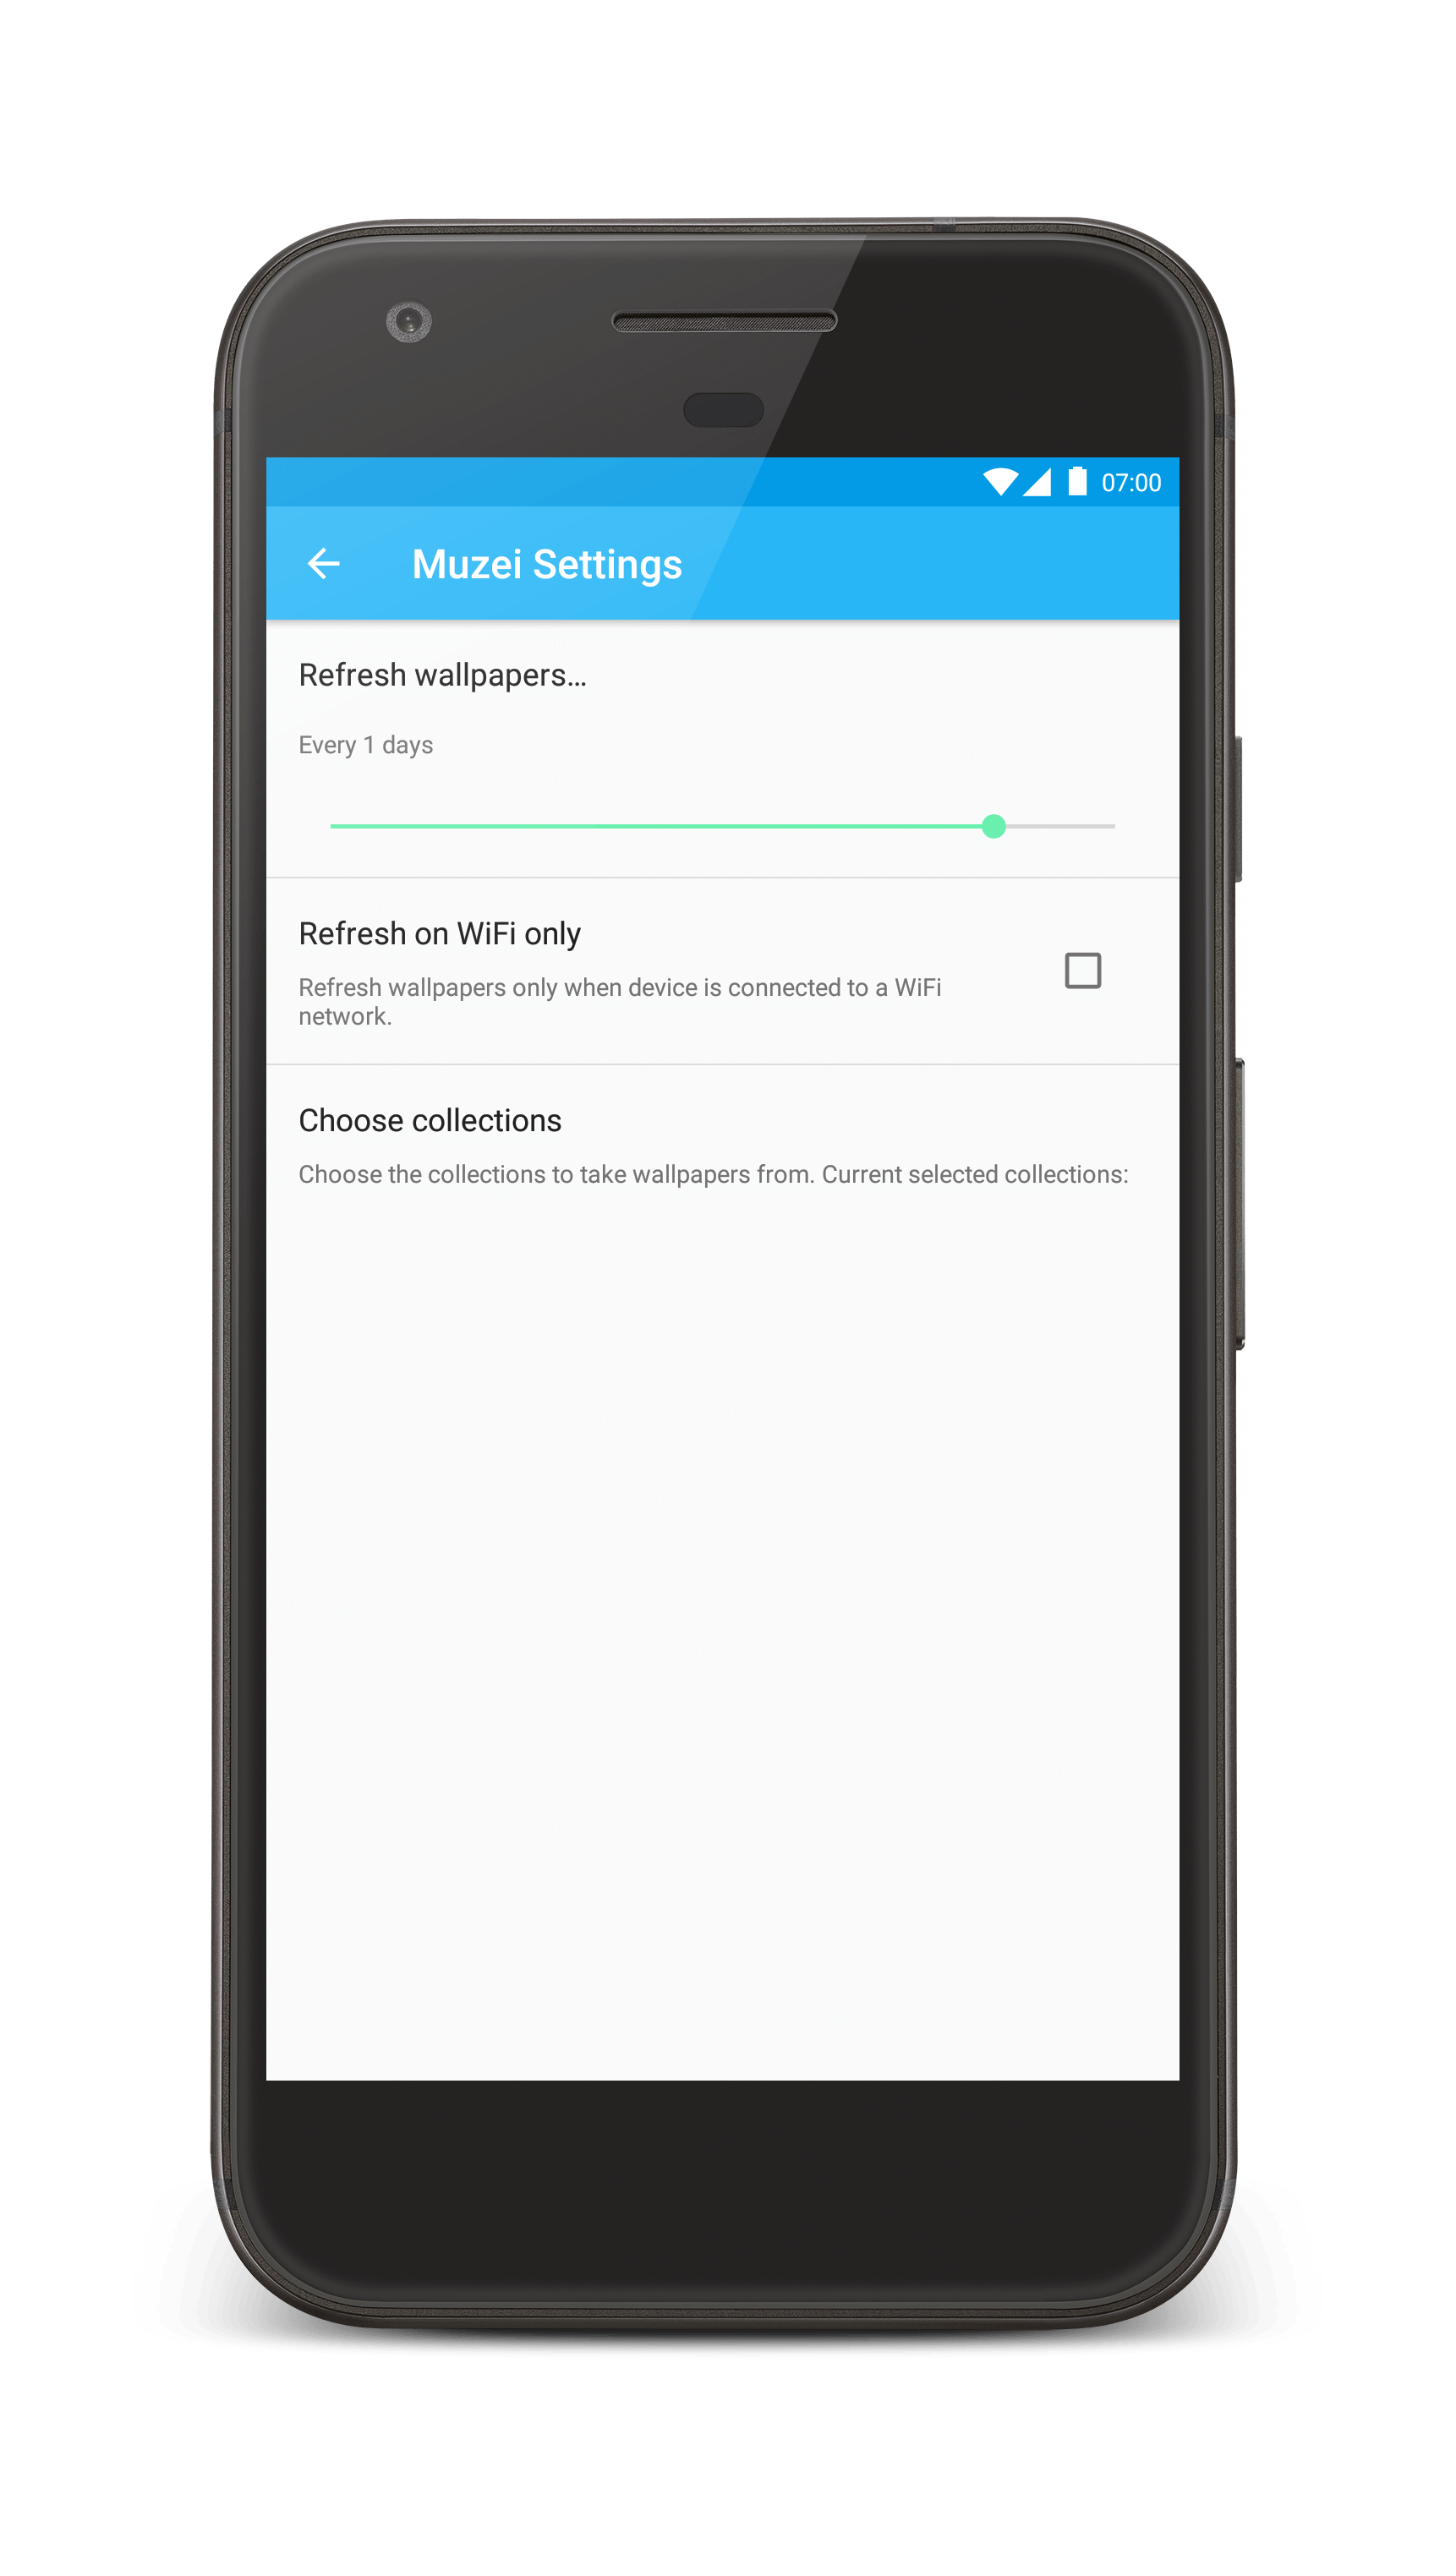 07:00
Muzei Settings
Refresh wallpapers…
Every 1 days
Refresh on WiFi only
Refresh wallpapers only when device is connected to a WiFi
network.
Choose collections
Choose the collections to take wallpapers from. Current selected collections: